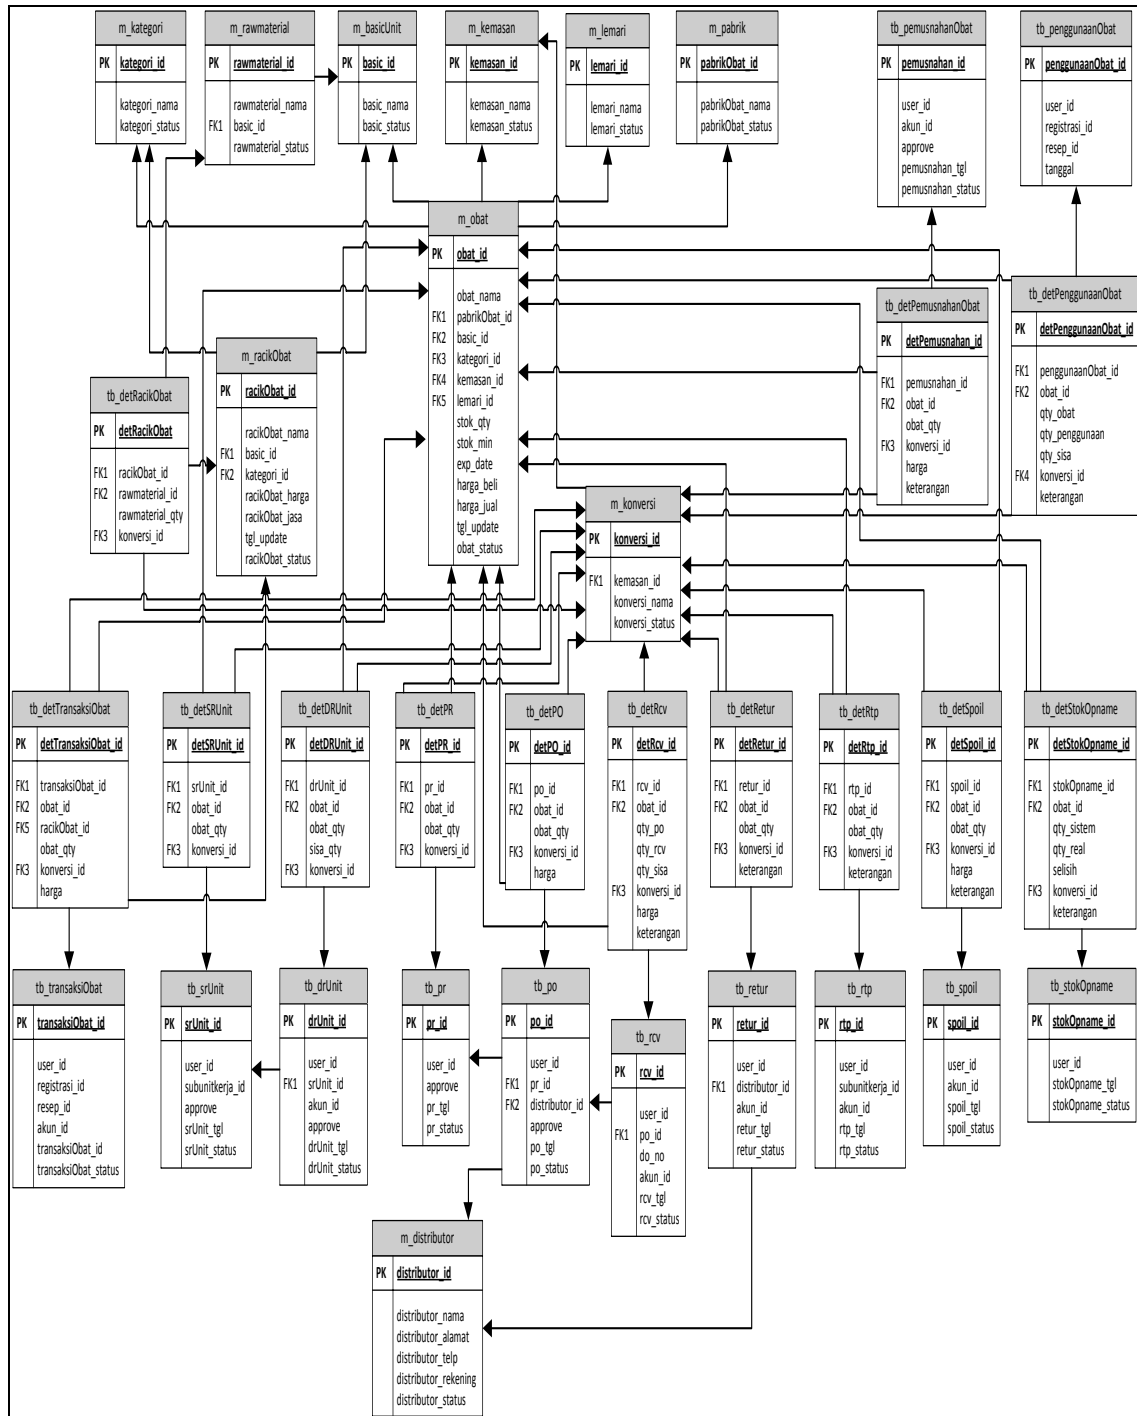 m_kategori
PK kategori_id
kategori_nama
kategori_status
m_rawmaterial
PK rawmaterial_id
rawmaterial_nama
FK1 basic_id
rawmaterial_status
m_basicUnit
PK basic_id
basic_nama
basic_status
m_kemasan
PK kemasan_id
kemasan_nama
kemasan_status
m_lemari
PK lemari_id
lemari_nama
lemari_status
m_pabrik
PK pabrikObat_id
pabrikObat_nama
pabrikObat_status
tb_pemusnahanObat
PK pemusnahan_id
user_id
akun_id
approve
pemusnahan_tgl
pemusnahan_status
tb_penggunaanObat
PK penggunaanObat_id
user_id
registrasi_id
resep_id
tanggal
m_obat
PK obat_id
obat_nama
FK1 pabrikObat_id
FK2 basic_id
FK3 kategori_id
FK4 kemasan_id
FK5 lemari_id
stok_qty
stok_min
exp_date
harga_beli
harga_jual
tgl_update
obat_status
tb_detPemusnahanObat
PK detPemusnahan_id
FK1 pemusnahan_id
FK2 obat_id
obat_qty
FK3 konversi_id
harga
keterangan
tb_detPenggunaanObat
PK detPenggunaanObat_id
FK1 penggunaanObat_id
FK2 obat_id
qty_obat
qty_penggunaan
qty_sisa
FK4 konversi_id
keterangan
m_racikObat
PK racikObat_id
racikObat_nama
FK1 basic_id
FK2 kategori_id
racikObat_harga
racikObat_jasa
tgl_update
racikObat_status
tb_detRacikObat
PK detRacikObat
FK1 racikObat_id
FK2 rawmaterial_id
rawmaterial_qty
FK3 konversi_id
m_konversi
PK konversi_id
FK1 kemasan_id
konversi_nama
konversi_status
tb_detTransaksiObat
PK detTransaksiObat_id
FK1 transaksiObat_id
FK2 obat_id
FK5 racikObat_id
obat_qty
FK3 konversi_id
harga
tb_detSRUnit
PK detSRUnit_id
FK1 srUnit_id
FK2 obat_id
obat_qty
FK3 konversi_id
tb_detDRUnit
PK detDRUnit_id
FK1 drUnit_id
FK2 obat_id
obat_qty
sisa_qty
FK3 konversi_id
tb_detPR
PK detPR_id
FK1 pr_id
FK2 obat_id
obat_qty
FK3 konversi_id
tb_detPO
PK detPO_id
FK1 po_id
FK2 obat_id
obat_qty
FK3 konversi_id
harga
tb_detRcv
PK detRcv_id
FK1 rcv_id
FK2 obat_id
qty_po
qty_rcv
qty_sisa
FK3 konversi_id
harga
keterangan
tb_detRetur
PK detRetur_id
FK1 retur_id
FK2 obat_id
obat_qty
FK3 konversi_id
keterangan
tb_detRtp
PK detRtp_id
FK1 rtp_id
FK2 obat_id
obat_qty
FK3 konversi_id
keterangan
tb_detSpoil
PK detSpoil_id
FK1 spoil_id
FK2 obat_id
obat_qty
FK3 konversi_id
harga
keterangan
tb_detStokOpname
PK detStokOpname_id
FK1 stokOpname_id
FK2 obat_id
qty_sistem
qty_real
selisih
FK3 konversi_id
keterangan
tb_transaksiObat
PK transaksiObat_id
user_id
registrasi_id
resep_id
akun_id
transaksiObat_id
transaksiObat_status
tb_srUnit
PK srUnit_id
user_id
subunitkerja_id
approve
srUnit_tgl
srUnit_status
tb_drUnit
PK drUnit_id
user_id
FK1 srUnit_id
akun_id
approve
drUnit_tgl
drUnit_status
tb_pr
PK pr_id
user_id
approve
pr_tgl
pr_status
tb_po
PK po_id
user_id
FK1 pr_id
FK2 distributor_id
approve
po_tgl
po_status
tb_rcv
PK rcv_id
user_id
FK1 po_id
do_no
akun_id
rcv_tgl
rcv_status
tb_retur
PK retur_id
user_id
FK1 distributor_id
akun_id
retur_tgl
retur_status
tb_rtp
PK rtp_id
user_id
subunitkerja_id
akun_id
rtp_tgl
rtp_status
tb_spoil
PK spoil_id
user_id
akun_id
spoil_tgl
spoil_status
tb_stokOpname
PK stokOpname_id
user_id
stokOpname_tgl
stokOpname_status
m_distributor
PK distributor_id
distributor_nama
distributor_alamat
distributor_telp
distributor_rekening
distributor_status